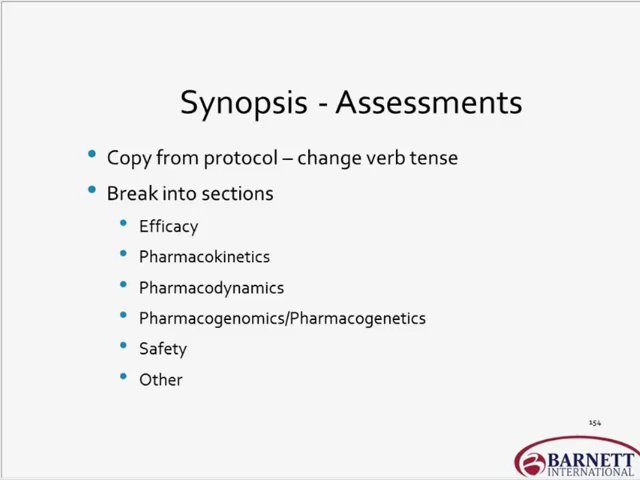 Synopsis - Assessments
Copy from protocol – change verb tense
Break into sections
Efficacy
Pharmacokinetics
Pharmacodynamics
Pharmacogenomics/Pharmacogenetics
Safety
Other
154
BARNETT
INTERNATIONAL